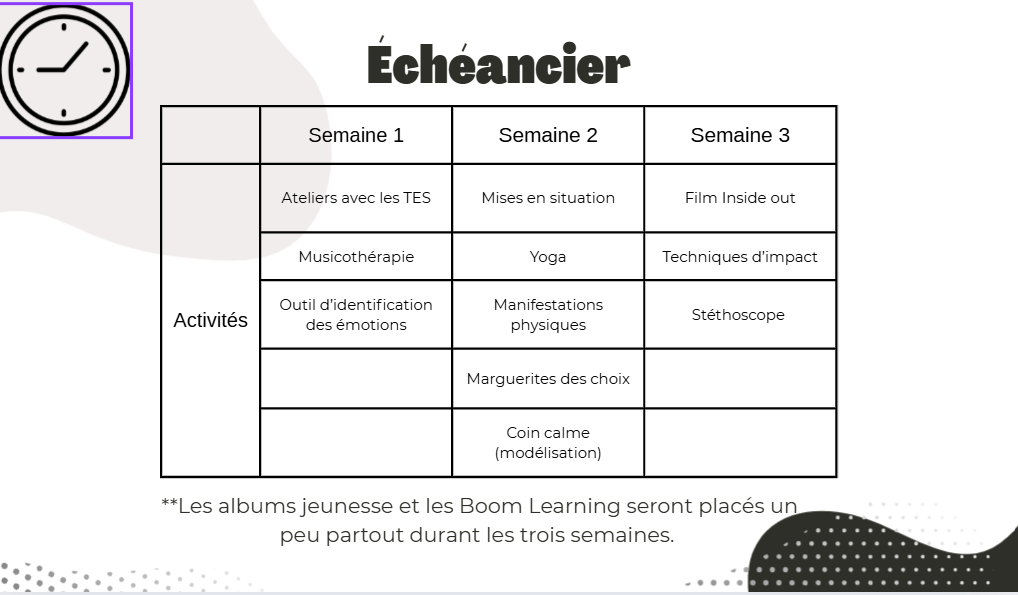 Échéancier
Semaine 1
Semaine 2
Semaine 3
Activités
Ateliers avec les TES
Mises en situation
Film Inside out
Musicothérapie
Yoga
Techniques d'impact
Outil d'identification
des émotions
Manifestations
physiques
Stéthoscope
Marguerites des choix
Coin calme
(modélisation)
**Les albums jeunesse et les Boom Learning seront placés un
peu partout durant les trois semaines.